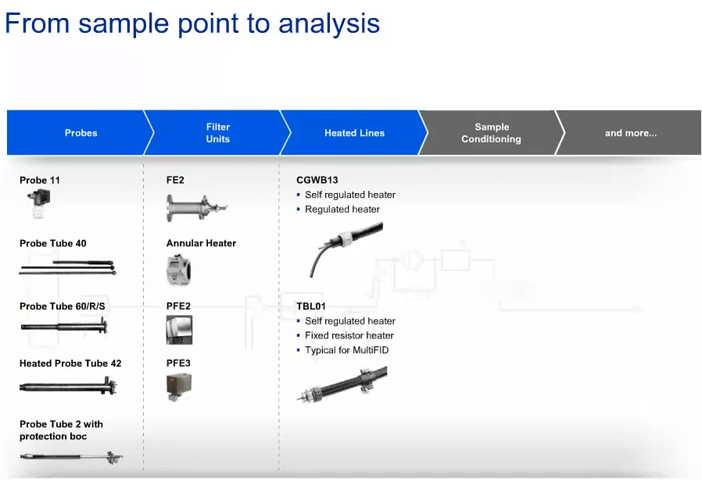 From sample point to analysis
Probes
Filter
Units
Heated Lines
Sample
Conditioning
and more...
Probe 11
Probe Tube 40
Probe Tube 60/R/S
Heated Probe Tube 42
Probe Tube 2 with
protection boc
FE2
Annular Heater
PFE2
PFE3
CGWB13
▪ Self regulated heater
▪ Regulated heater
TBL01
▪ Self regulated heater
▪ Fixed resistor heater
▪ Typical for MultiFID